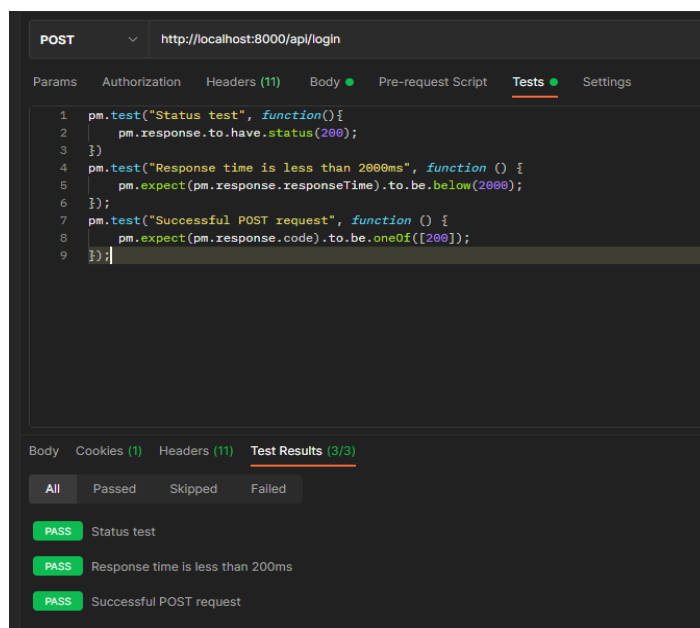 POST http://localhost:8000/api/login
Params Authorization Headers (11) Body Pre-request Script Tests Settings
1 pm.test("Status test", function(){
2 pm.response.to.have.status(200);
3 })
4 pm.test("Response time is less than 2000ms", function () {
5 pm.expect(pm.response.responseTime).to.be.below(2000);
6 });
7 pm.test("Successful POST request", function () {
8 pm.expect(pm.response.code).to.be.oneOf([200]);
9 });
Body Cookies (1) Headers (11) Test Results (3/3)
All Passed Skipped Failed
PASS Status test
PASS Response time is less than 200ms
PASS Successful POST request